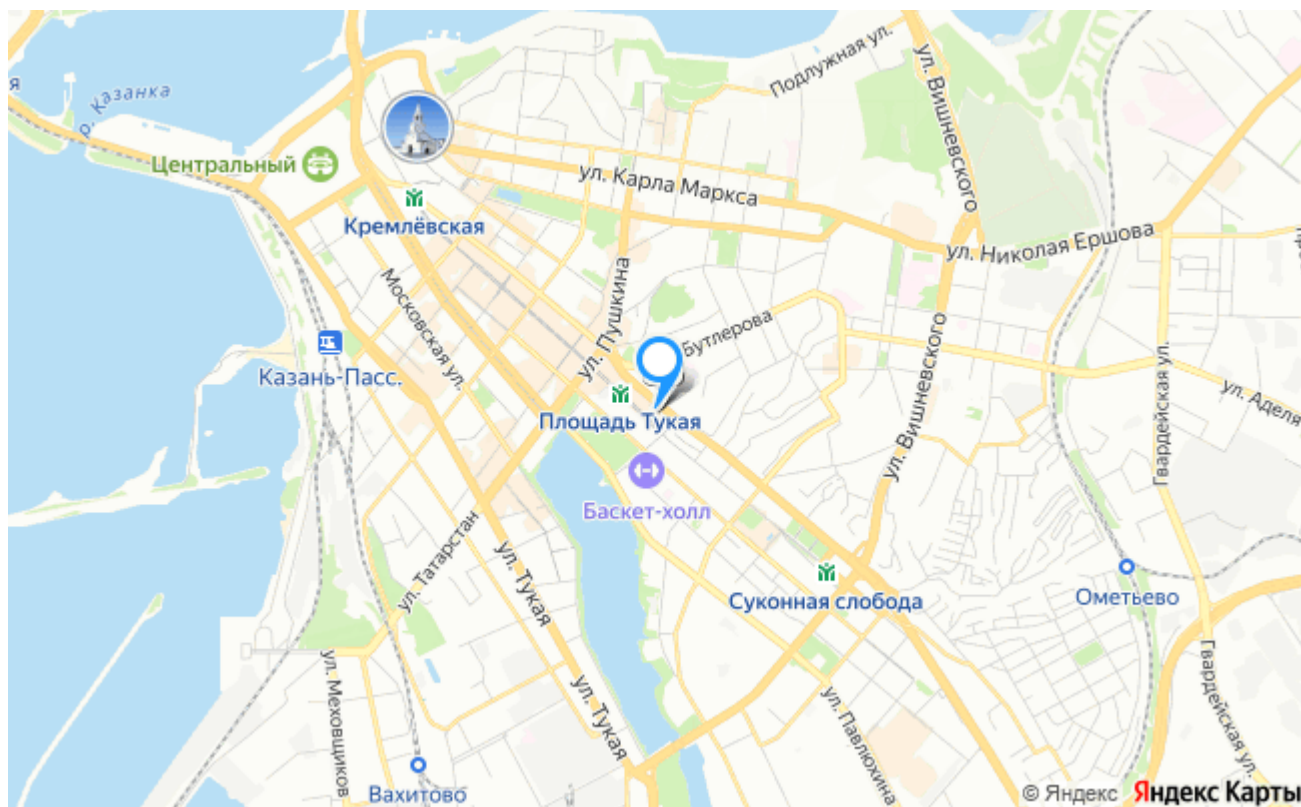 Подлужная ул.
ул. Вишневского
р. Казанка
я
Центральный
ул. Карла Маркса
Кремлёвская
ул. Николая Ершова
Московская ул.
ул. Пушкина
Бутлерова
Казань-Пасс.
ул. Вишневского
Гвардейская ул.
ул. Аделя
Площадь Тукая
Баскет-холл
ул. Татарстан
ул. Тукая
Суконная слобода
Ометьево
ул. Меховщиков
ул. Тукая
ул. Павлюхина
Гвардейская ул.
Вахитово
© Яндекс Яндекс Карты